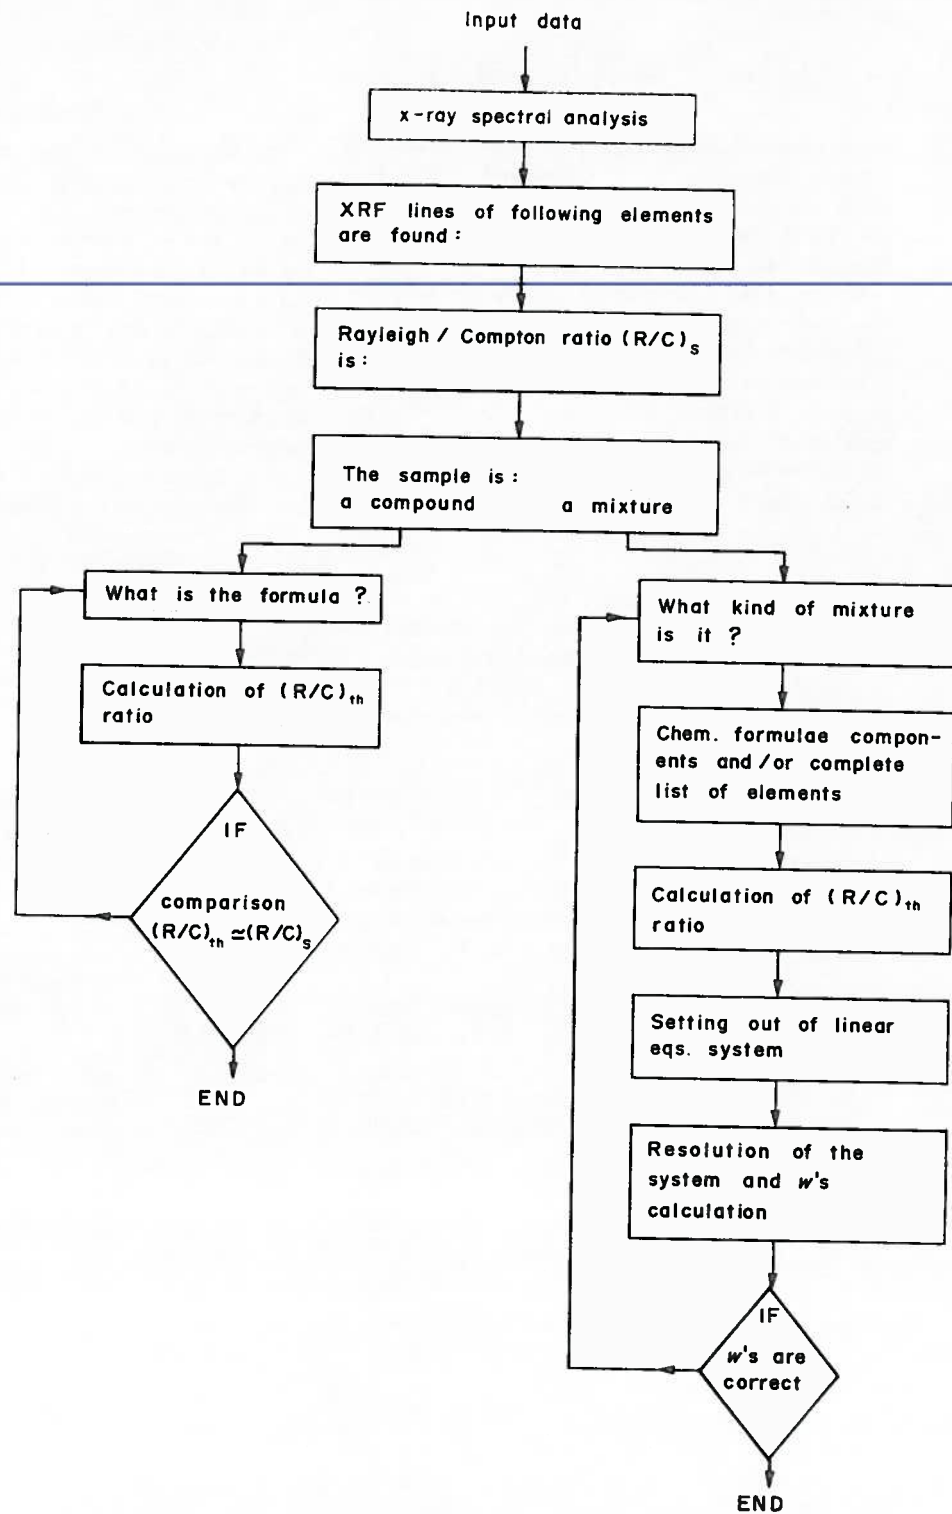 Input data
x-ray spectral analysis
XRF lines of following elements
are found :
Rayleigh / Compton ratio (R/C)s
is :
The sample is :
a compound a mixture
What is the formula ?
Calculation of (R/C)th
ratio
IF
comparison
(R/C)th ≃(R/C)s
END
What kind of mixture
is it ?
Chem. formulae compon-
ents and /or complete
list of elements
Calculation of (R/C)th
ratio
Setting out of linear
eqs. system
Resolution of the
system and w's
calculation
IF
w's are
correct
END